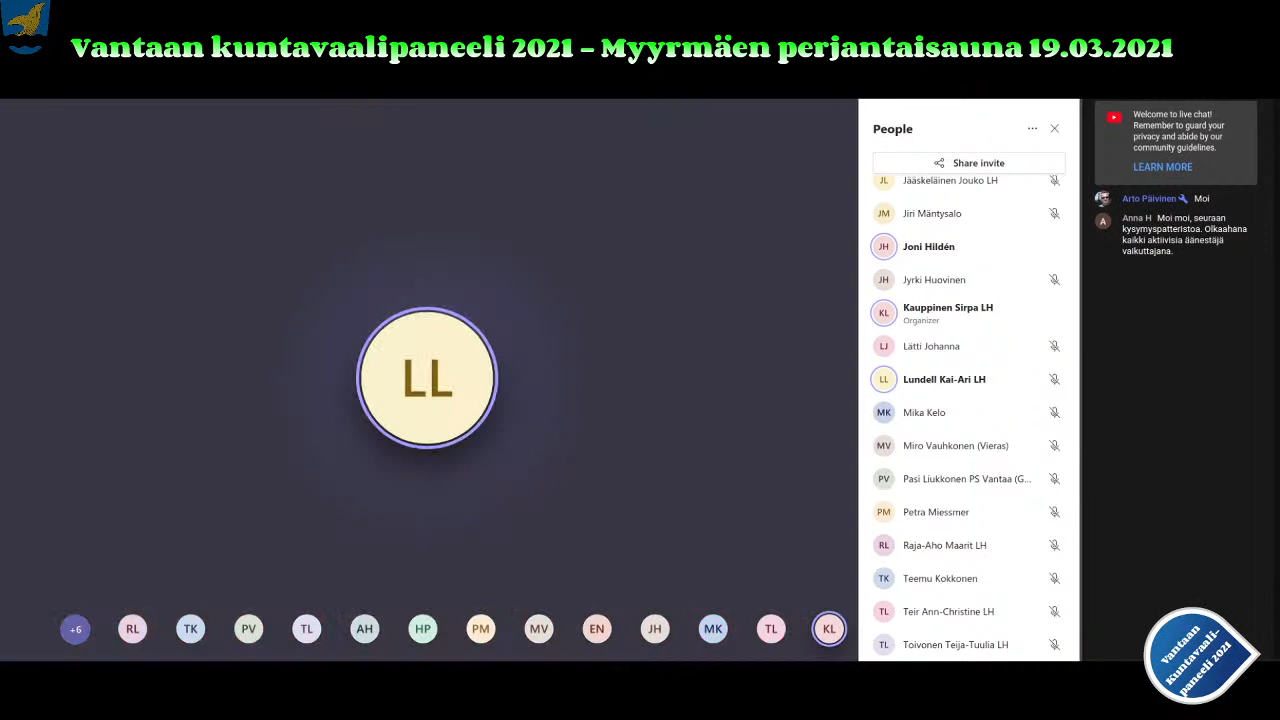 Vantaan kuntavaalipaneeli 2021 – Myyrmäen perjantaisauna 19.03.2021
LL
+6
RL
TK
PV
TL
AH
HP
PM
MV
EN
JH
MK
TL
KL
People
Share invite
JL Jääskeläinen Jouko LH
JM Jiri Mäntysalo
JH Joni Hildén
JH Jyrki Huovinen
KL Kauppinen Sirpa LH
Organizer
LJ Lätti Johanna
LL Lundell Kai-Ari LH
MK Mika Kelo
MV Miro Vauhkonen (Vieras)
PV Pasi Liukkonen PS Vantaa (G...
PM Petra Miessmer
RL Raja-Aho Maarit LH
TK Teemu Kokkonen
TL Teir Ann-Christine LH
TL Toivonen Teija-Tuulia LH
Welcome to live chat!
Remember to guard your
privacy and abide by our
community guidelines.
LEARN MORE
Arto Päivinen Moi
A Anna H Moi moi, seuraan
kysymyspatteristoa. Olkaahana
kaikki aktiivisia äänestäjä
vaikuttajana.
Vantaan
Kuntavaali-
paneeli 2021